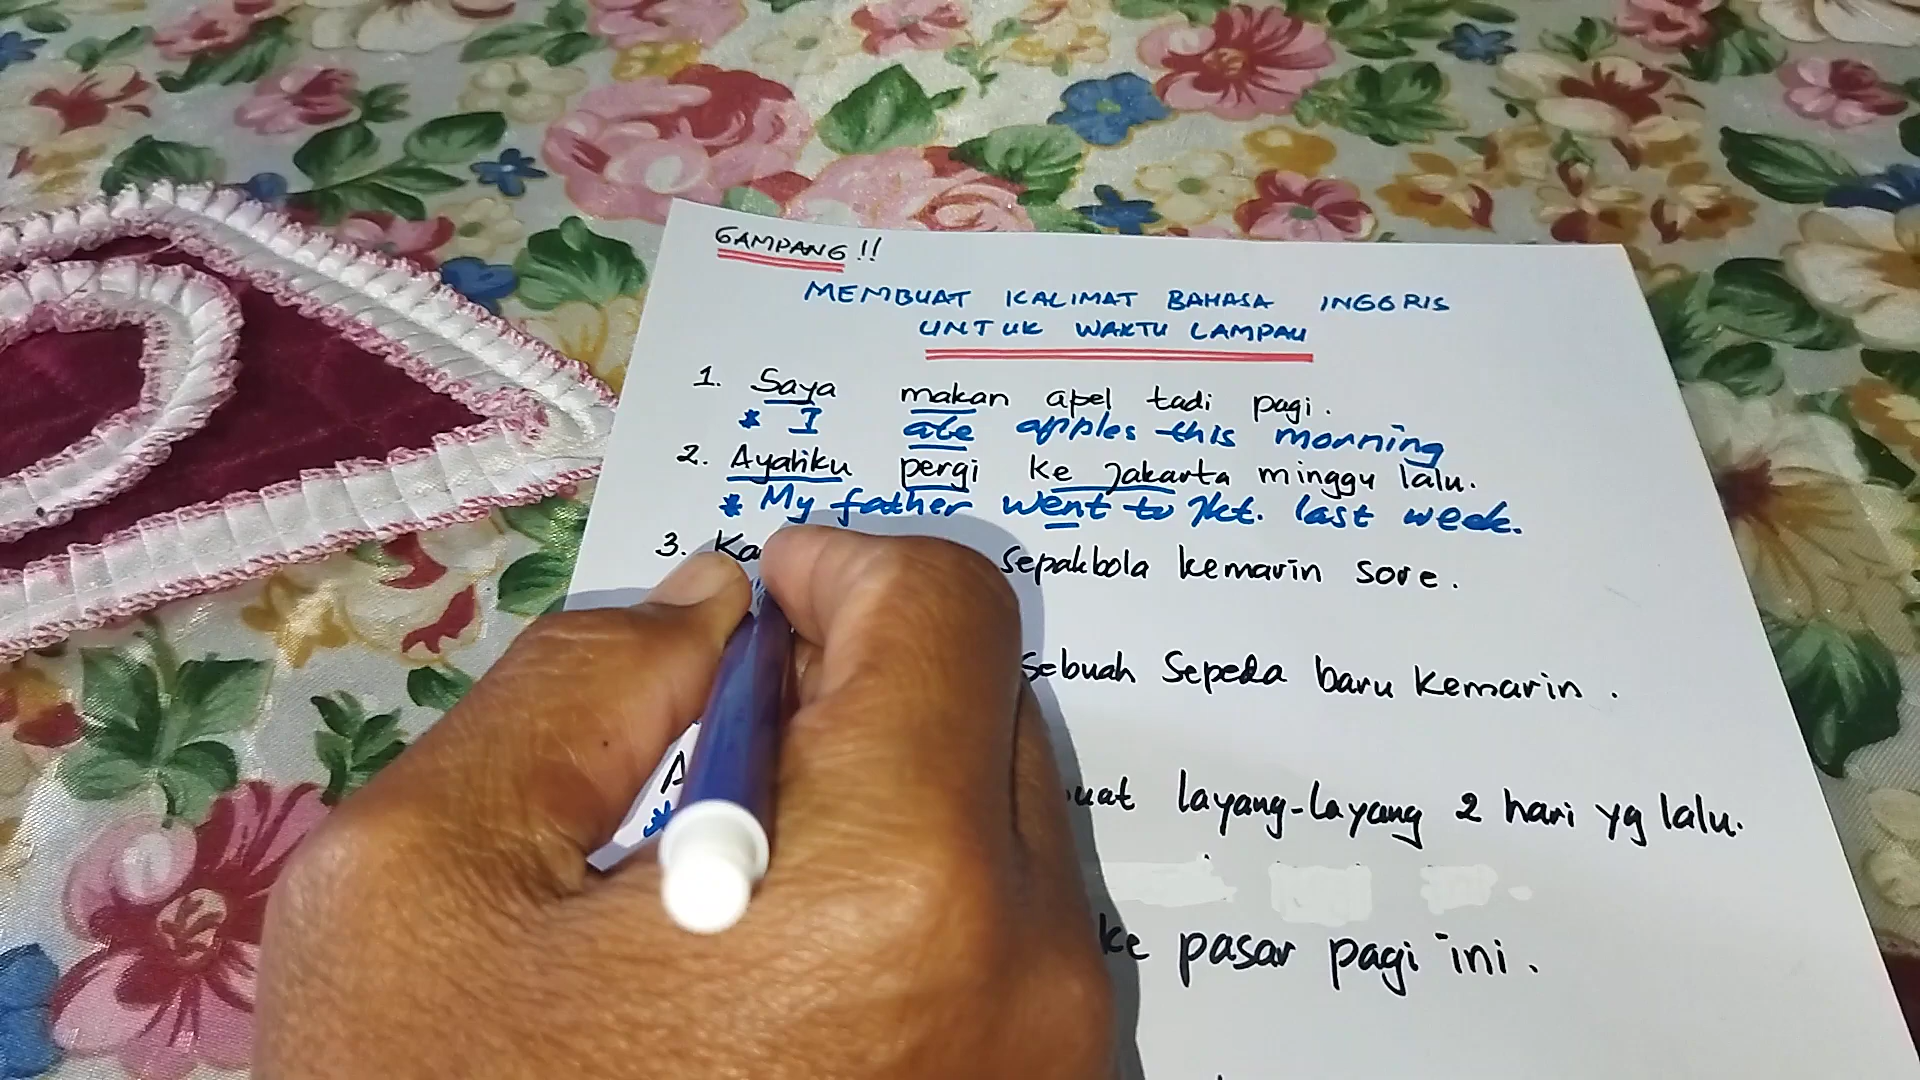 GAMPANG !!
MEMBUAT KALIMAT BAHASA INGGRIS
UNTUK WAKTU LAMPAU
1. Saya makan apel tadi pagi.
* I ate apples this morning
2. Ayahku pergi ke Jakarta minggu lalu.
* My father went to Jkt. last week.
3. Ka sepakbola kemarin sore.
sebuah sepeda baru kemarin.
A uat layang-layang 2 hari yg lalu.
*
ke pasar pagi ini.